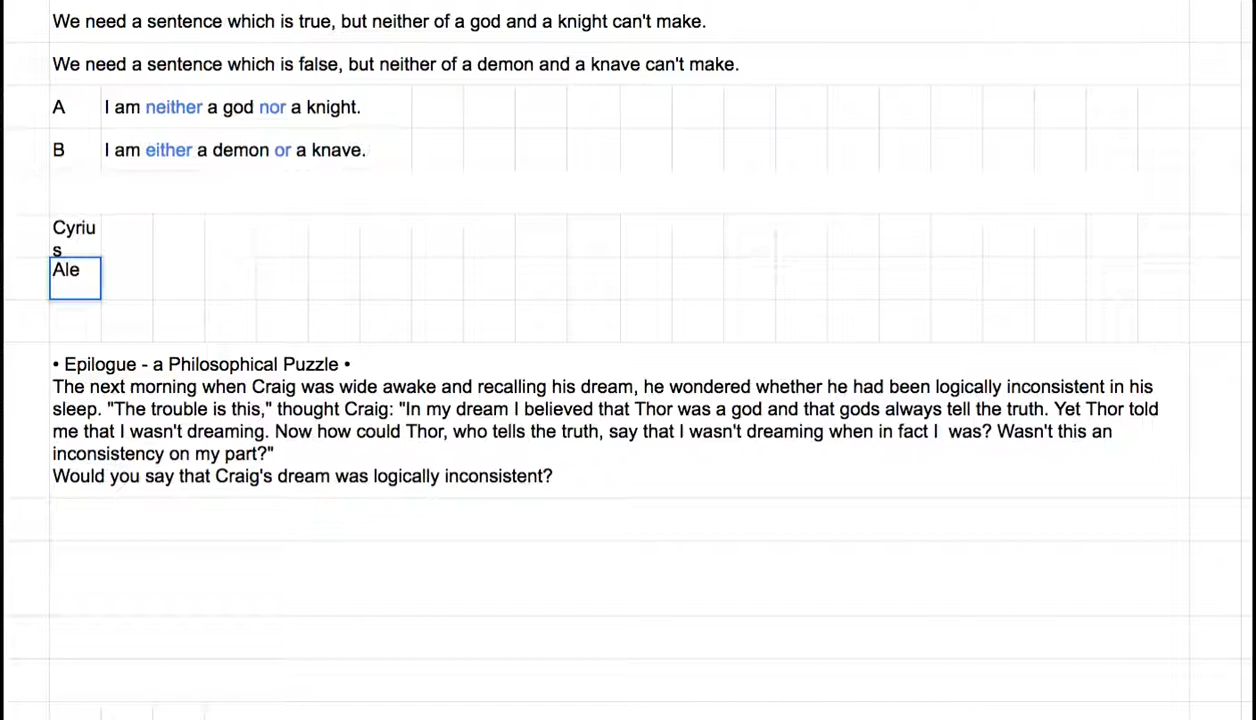 We need a sentence which is true, but neither of a god and a knight can't make.
We need a sentence which is false, but neither of a demon and a knave can't make.
A I am neither a god nor a knight.
B I am either a demon or a knave.
Cyriu
s
Ale
• Epilogue - a Philosophical Puzzle •
The next morning when Craig was wide awake and recalling his dream, he wondered whether he had been logically inconsistent in his
sleep. "The trouble is this," thought Craig: "In my dream I believed that Thor was a god and that gods always tell the truth. Yet Thor told
me that I wasn't dreaming. Now how could Thor, who tells the truth, say that I wasn't dreaming when in fact I was? Wasn't this an
inconsistency on my part?"
Would you say that Craig's dream was logically inconsistent?